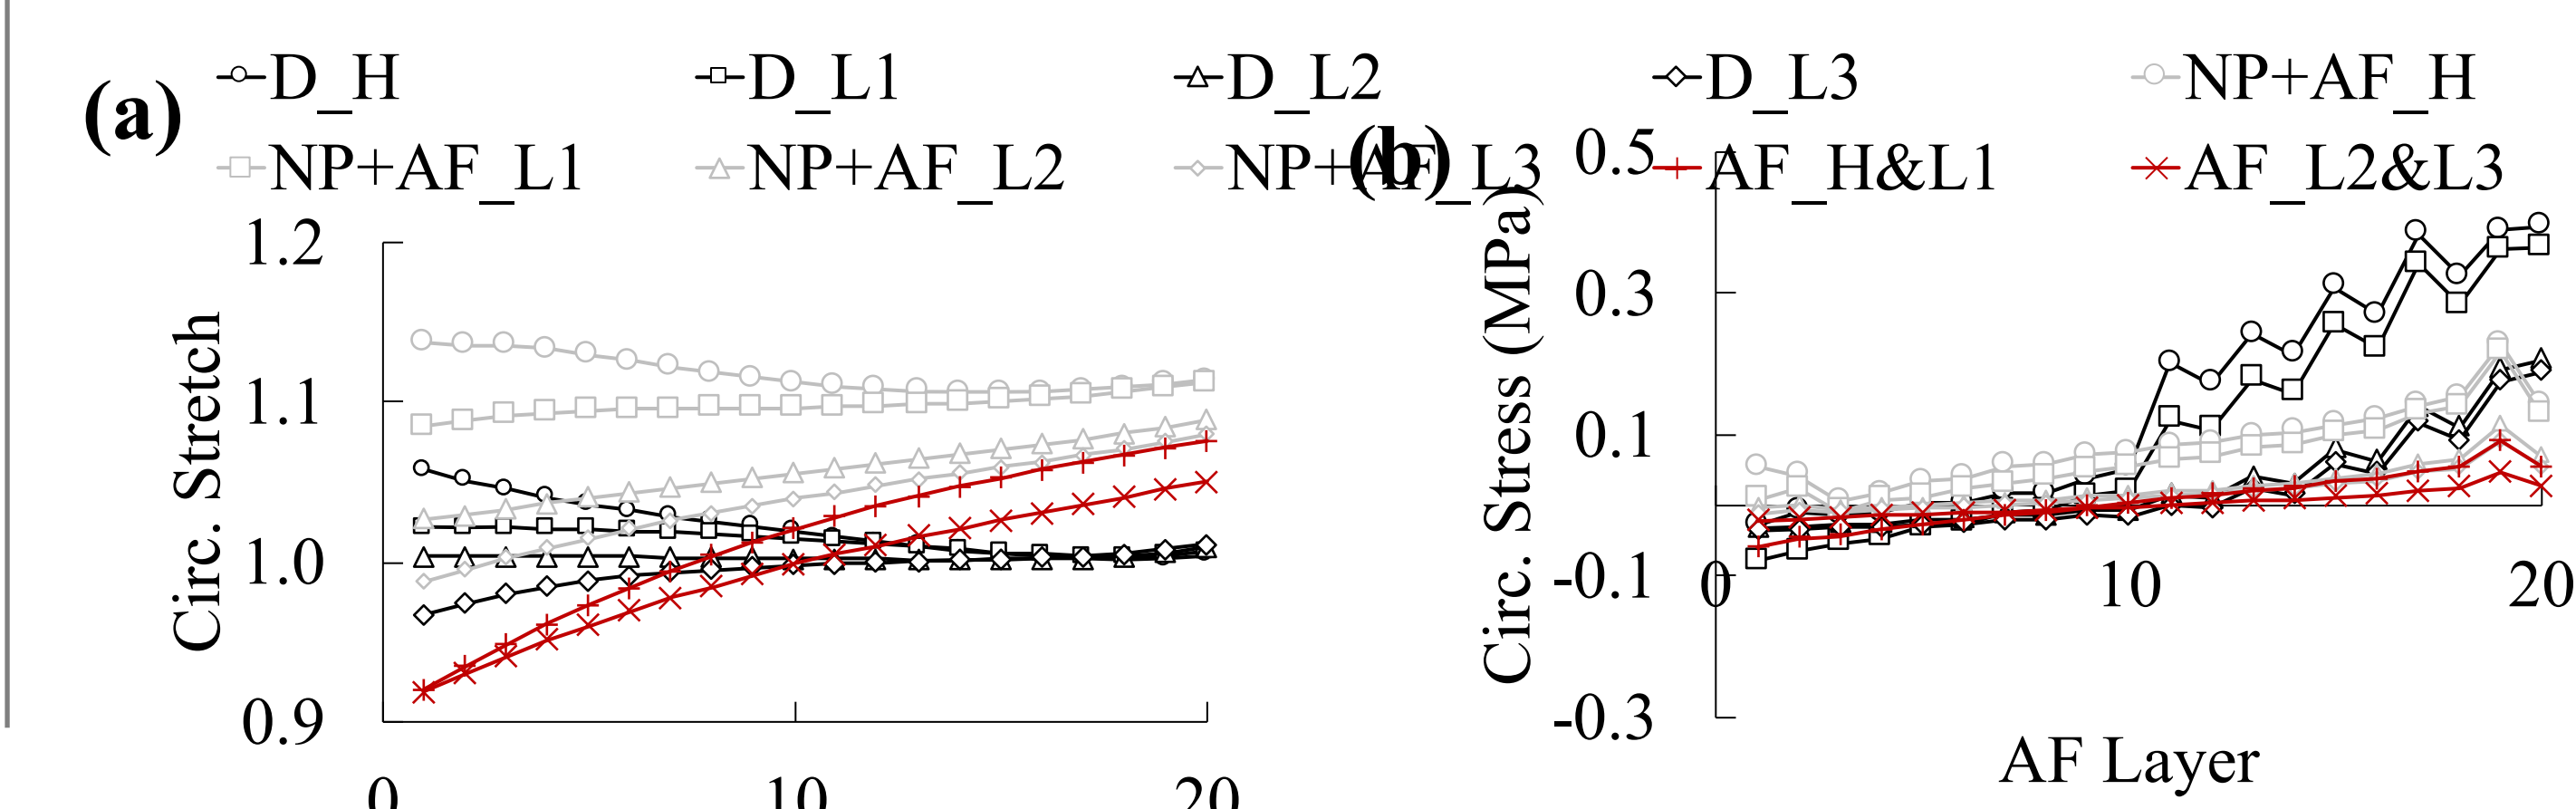 (a)
D_H D_L1 D_L2 D_L3 NP+AF_H
NP+AF_L1 NP+AF_L2 NP+AF_L3 AF_H&L1 AF_L2&L3
Circ. Stretch
1.2
1.1
1.0
0.9
0 10 20
(b)
Circ. Stress (MPa)
0.5
0.3
0.1
-0.1
-0.3
0 10 20
AF Layer